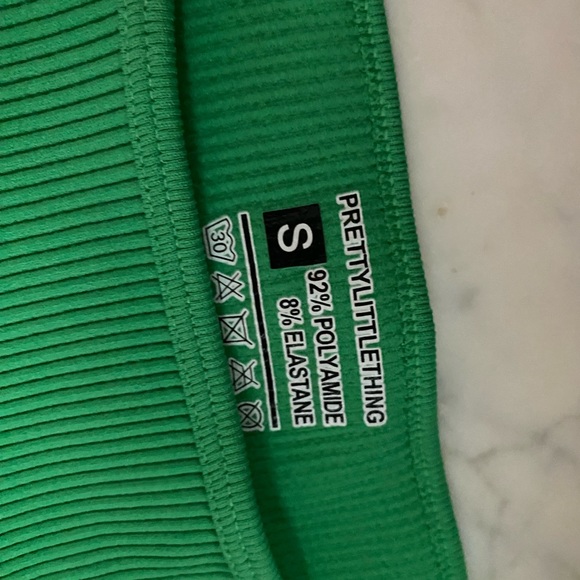 PRETTYLITTLETHING
S
92% POLYAMIDE
8% ELASTANE
30